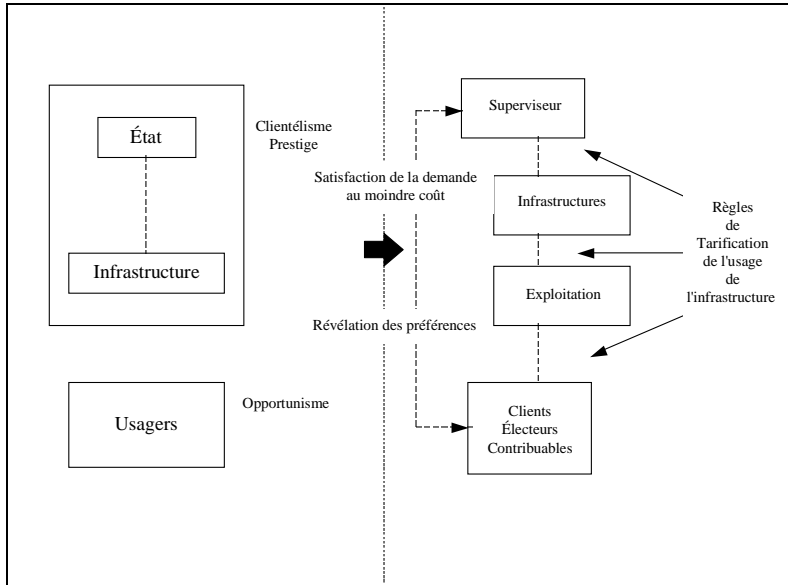 État
Infrastructure
Clientélisme
Prestige
Usagers
Opportunisme
Satisfaction de la demande
au moindre coût
Révélation des préférences
Superviseur
Infrastructures
Exploitation
Clients
Électeurs
Contribuables
Règles
de
Tarification
de l'usage
de
l'infrastructure